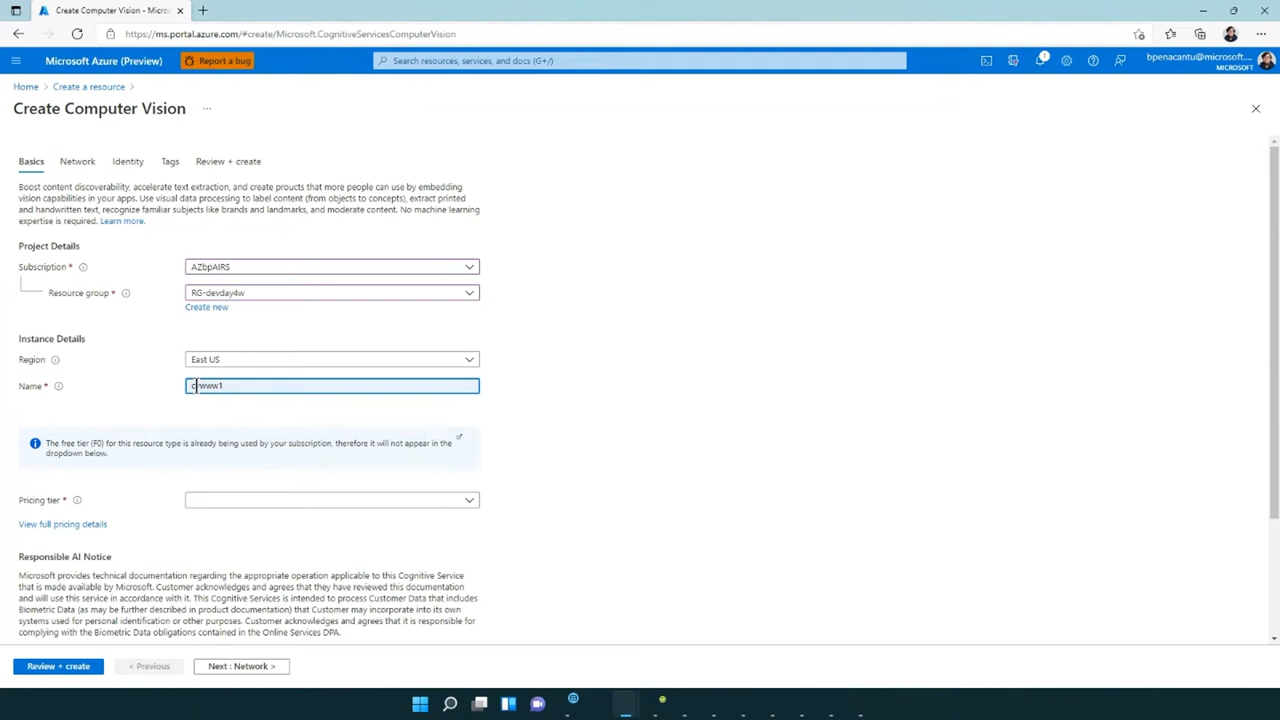 Create Computer Vision - Micros
https://ms.portal.azure.com/#create/Microsoft.CognitiveServicesComputerVision
Microsoft Azure (Preview)
Report a bug
Search resources, services, and docs (G+/)
1
bpenacantu@microsoft....
MICROSOFT
Home > Create a resource >
Create Computer Vision ...
Basics Network Identity Tags Review + create
Boost content discoverability, accelerate text extraction, and create proucts that more people can use by embedding
vision capabilities in your apps. Use visual data processing to label content (from objects to concepts), extract printed
and handwritten text, recognize familiar subjects like brands and landmarks, and moderate content. No machine learning
expertise is required. Learn more.
Project Details
Subscription * AZbpAIRS
Resource group * RG-devday4w
Create new
Instance Details
Region East US
Name *
The free tier (F0) for this resource type is already being used by your subscription, therefore it will not appear in the
dropdown below.
Pricing tier *
View full pricing details
Responsible AI Notice
Microsoft provides technical documentation regarding the appropriate operation applicable to this Cognitive Service
that is made available by Microsoft. Customer acknowledges and agrees that they have reviewed this documentation
and will use this service in accordance with it. This Cognitive Services is intended to process Customer Data that includes
Biometric Data (as may be further described in product documentation) that Customer may incorporate into its own
systems used for personal identification or other purposes. Customer acknowledges and agrees that it is responsible for
complying with the Biometric Data obligations contained in the Online Services DPA.
Review + create < Previous Next : Network >